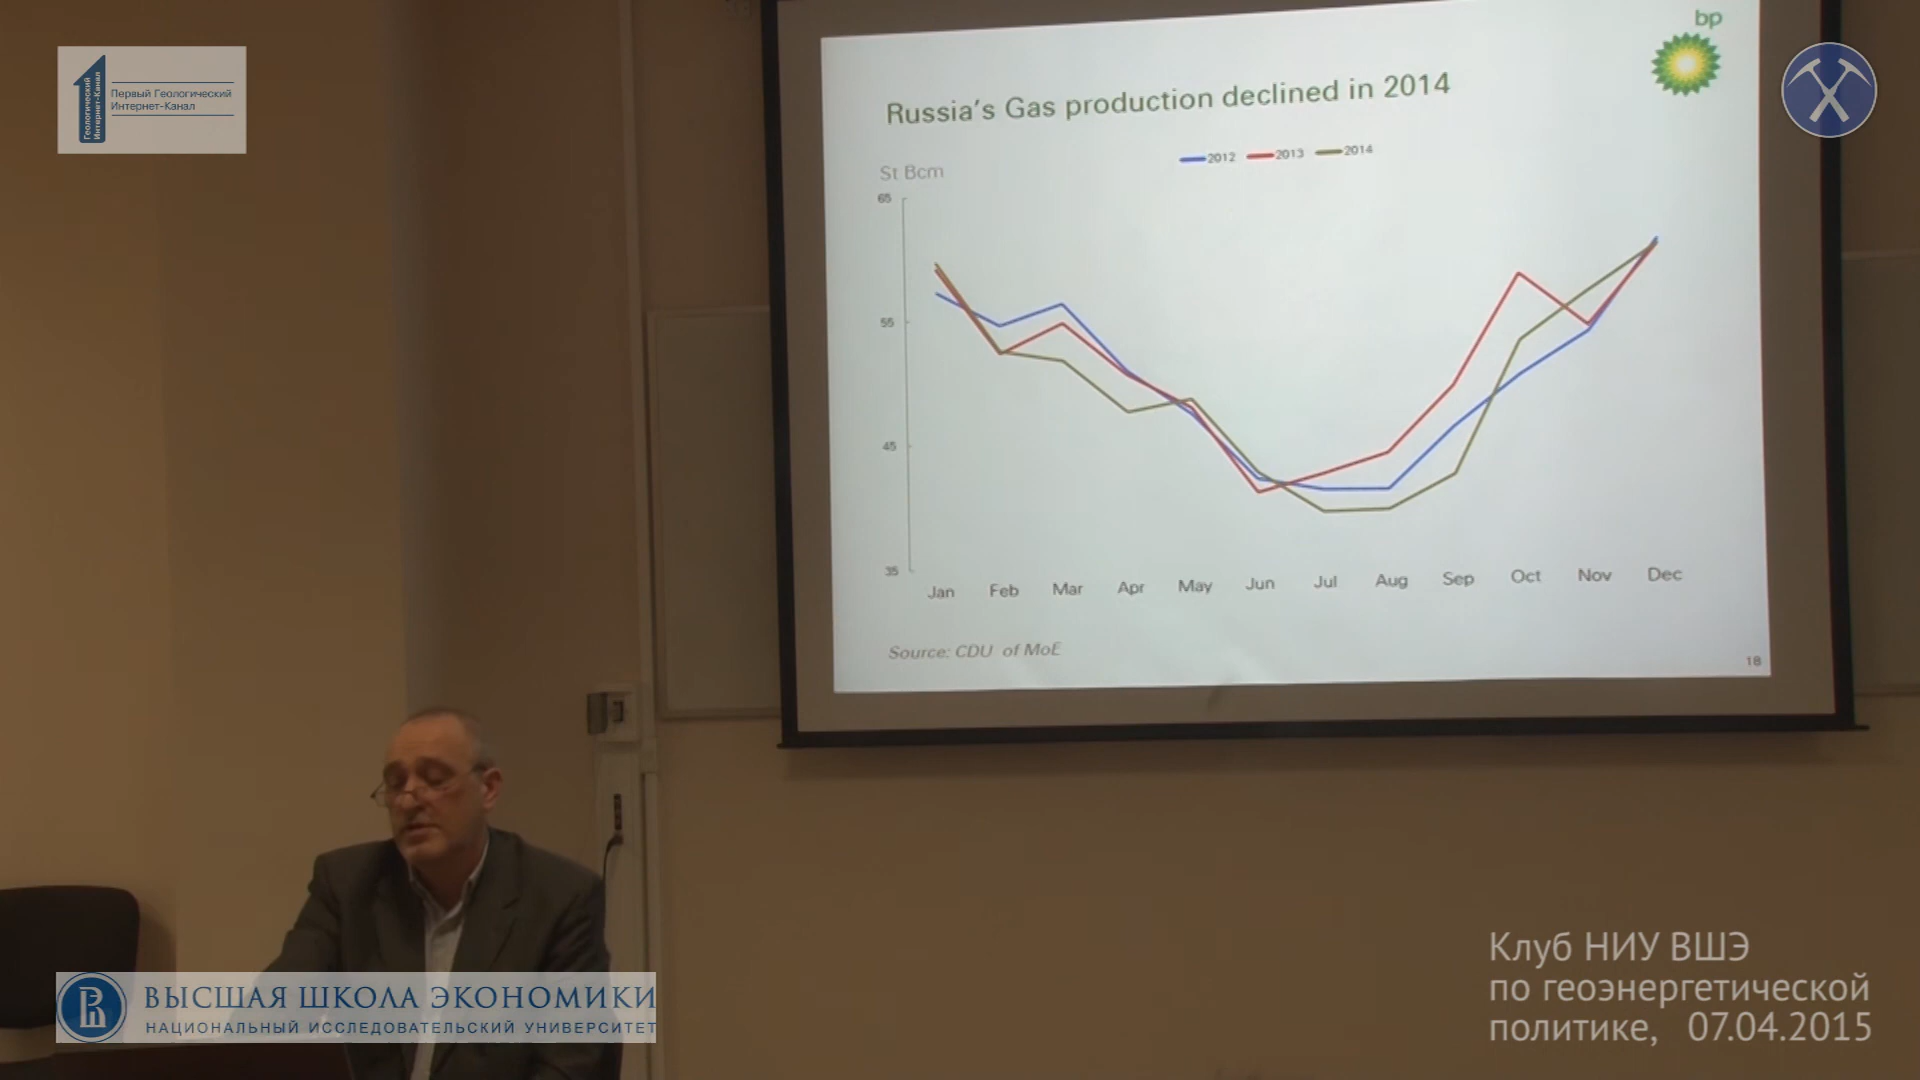 Геологический
Интернет-Канал
Первый Геологический
Интернет-Канал
bp
Russia's Gas production declined in 2014
2012 2013 2014
St Bcm
65
55
45
35
Jan Feb Mar Apr May Jun Jul Aug Sep Oct Nov Dec
Source: CDU of MoE
18
ВЫСШАЯ ШКОЛА ЭКОНОМИКИ
НАЦИОНАЛЬНЫЙ ИССЛЕДОВАТЕЛЬСКИЙ УНИВЕРСИТЕТ
Клуб НИУ ВШЭ
по геоэнергетической
политике, 07.04.2015